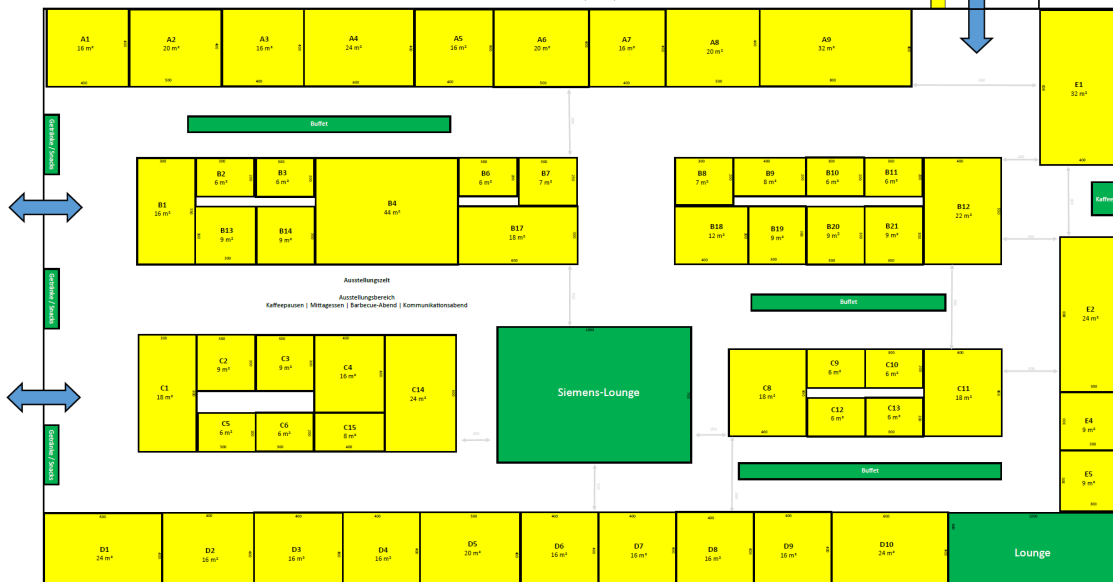 A1
16 m²
A2
20 m²
A3
16 m²
A4
24 m²
A5
16 m²
A6
20 m²
A7
16 m²
A8
20 m²
A9
32 m²
E1
32 m²
Getränke / Snacks
Buffet
B1
16 m²
B2
6 m²
B3
6 m²
B4
44 m²
B6
6 m²
B7
7 m²
B8
7 m²
B9
8 m²
B10
6 m²
B11
6 m²
B12
22 m²
Kaffee
B13
9 m²
B14
9 m²
B17
18 m²
B18
12 m²
B19
9 m²
B20
9 m²
B21
9 m²
Getränke / Snacks
Ausstellungszelt
Ausstellungsbereich
Kaffeepausen | Mittagessen | Barbecue-Abend | Kommunikationsabend
Buffet
E2
24 m²
C1
18 m²
C2
9 m²
C3
9 m²
C4
16 m²
C14
24 m²
Siemens-Lounge
C8
18 m²
C9
6 m²
C10
6 m²
C11
18 m²
C5
6 m²
C6
6 m²
C15
8 m²
C12
6 m²
C13
6 m²
E4
9 m²
Getränke / Snacks
Buffet
E5
9 m²
D1
24 m²
D2
16 m²
D3
16 m²
D4
16 m²
D5
20 m²
D6
16 m²
D7
16 m²
D8
16 m²
D9
16 m²
D10
24 m²
Lounge